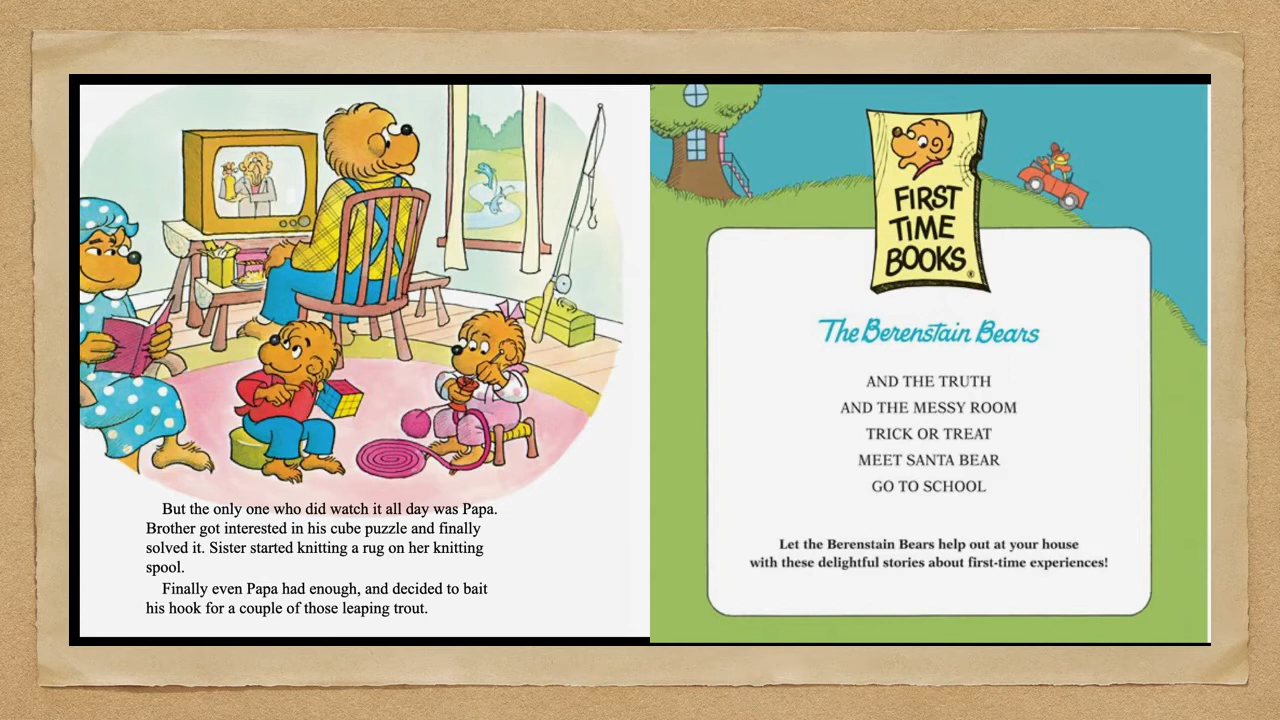 But the only one who did watch it all day was Papa.
Brother got interested in his cube puzzle and finally
solved it. Sister started knitting a rug on her knitting
spool.
Finally even Papa had enough, and decided to bait
his hook for a couple of those leaping trout.
FIRST
TIME
BOOKS®
The Berenstain Bears
AND THE TRUTH
AND THE MESSY ROOM
TRICK OR TREAT
MEET SANTA BEAR
GO TO SCHOOL
Let the Berenstain Bears help out at your house
with these delightful stories about first-time experiences!